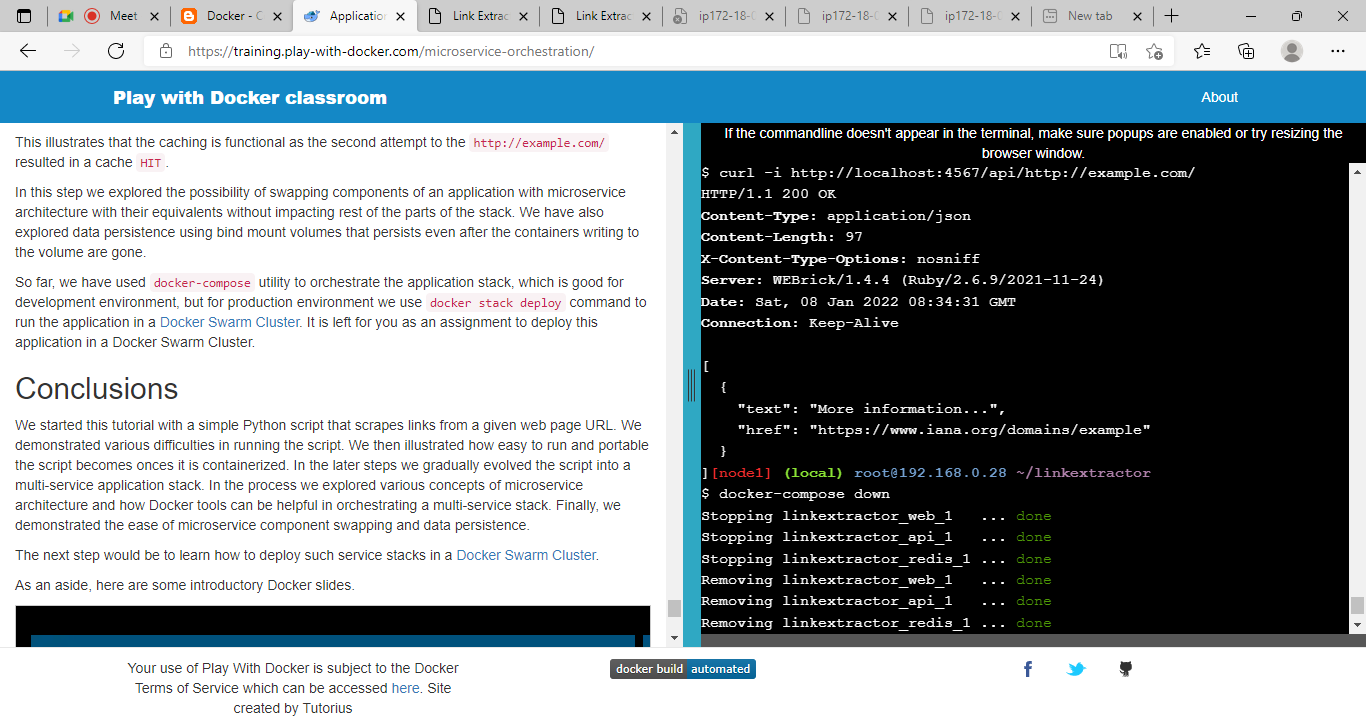 Meet
Docker - C
Application
Link Extrac
Link Extrac
ip172-18-0
ip172-18-0
ip172-18-0
New tab
https://training.play-with-docker.com/microservice-orchestration/
Play with Docker classroom
About
This illustrates that the caching is functional as the second attempt to the http://example.com/
resulted in a cache HIT .
In this step we explored the possibility of swapping components of an application with microservice
architecture with their equivalents without impacting rest of the parts of the stack. We have also
explored data persistence using bind mount volumes that persists even after the containers writing to
the volume are gone.
So far, we have used docker-compose utility to orchestrate the application stack, which is good for
development environment, but for production environment we use docker stack deploy command to
run the application in a Docker Swarm Cluster. It is left for you as an assignment to deploy this
application in a Docker Swarm Cluster.
Conclusions
We started this tutorial with a simple Python script that scrapes links from a given web page URL. We
demonstrated various difficulties in running the script. We then illustrated how easy to run and portable
the script becomes onces it is containerized. In the later steps we gradually evolved the script into a
multi-service application stack. In the process we explored various concepts of microservice
architecture and how Docker tools can be helpful in orchestrating a multi-service stack. Finally, we
demonstrated the ease of microservice component swapping and data persistence.
The next step would be to learn how to deploy such service stacks in a Docker Swarm Cluster.
As an aside, here are some introductory Docker slides.
If the commandline doesn't appear in the terminal, make sure popups are enabled or try resizing the
browser window.
$ curl -i http://localhost:4567/api/http://example.com/
HTTP/1.1 200 OK
Content-Type: application/json
Content-Length: 97
X-Content-Type-Options: nosniff
Server: WEBrick/1.4.4 (Ruby/2.6.9/2021-11-24)
Date: Sat, 08 Jan 2022 08:34:31 GMT
Connection: Keep-Alive
[
{
"text": "More information...",
"href": "https://www.iana.org/domains/example"
}
][node1] (local) root@192.168.0.28 ~/linkextractor
$ docker-compose down
Stopping linkextractor_web_1 ... done
Stopping linkextractor_api_1 ... done
Stopping linkextractor_redis_1 ... done
Removing linkextractor_web_1 ... done
Removing linkextractor_api_1 ... done
Removing linkextractor_redis_1 ... done
Your use of Play With Docker is subject to the Docker
Terms of Service which can be accessed here. Site
created by Tutorius
docker build automated